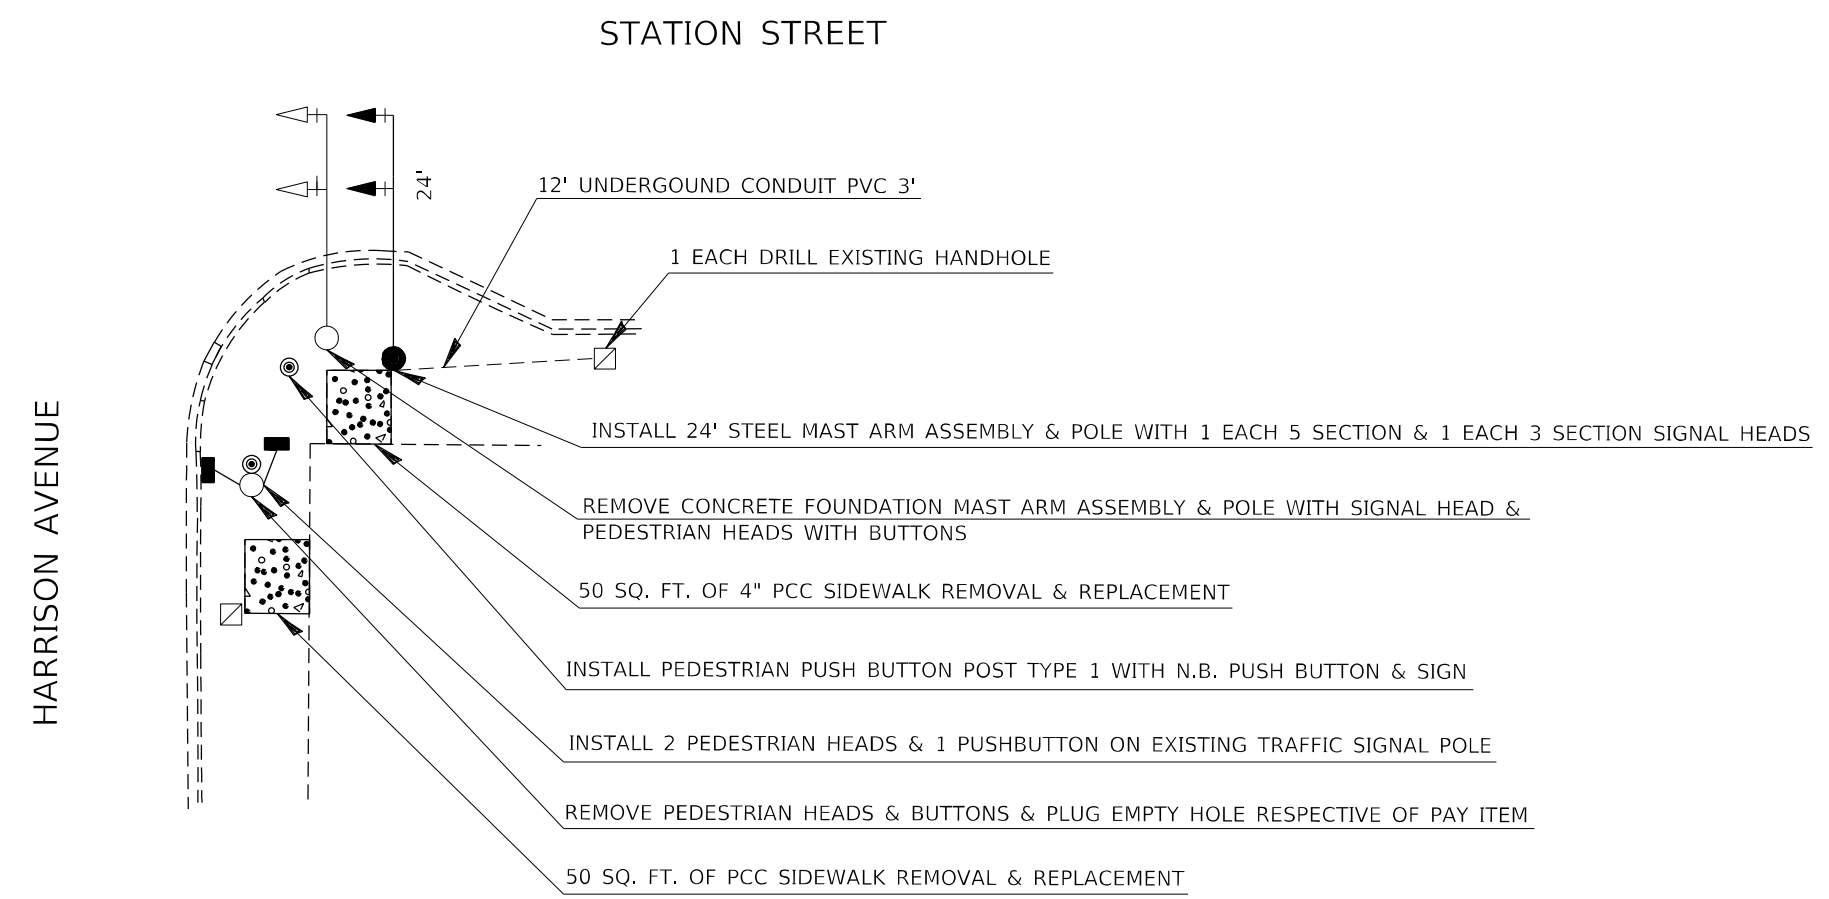 STATION STREET
24'
12' UNDERGOUND CONDUIT PVC 3'
1 EACH DRILL EXISTING HANDHOLE
HARRISON AVENUE
INSTALL 24' STEEL MAST ARM ASSEMBLY & POLE WITH 1 EACH 5 SECTION & 1 EACH 3 SECTION SIGNAL HEADS
REMOVE CONCRETE FOUNDATION MAST ARM ASSEMBLY & POLE WITH SIGNAL HEAD &
PEDESTRIAN HEADS WITH BUTTONS
50 SQ. FT. OF 4" PCC SIDEWALK REMOVAL & REPLACEMENT
INSTALL PEDESTRIAN PUSH BUTTON POST TYPE 1 WITH N.B. PUSH BUTTON & SIGN
INSTALL 2 PEDESTRIAN HEADS & 1 PUSHBUTTON ON EXISTING TRAFFIC SIGNAL POLE
REMOVE PEDESTRIAN HEADS & BUTTONS & PLUG EMPTY HOLE RESPECTIVE OF PAY ITEM
50 SQ. FT. OF PCC SIDEWALK REMOVAL & REPLACEMENT